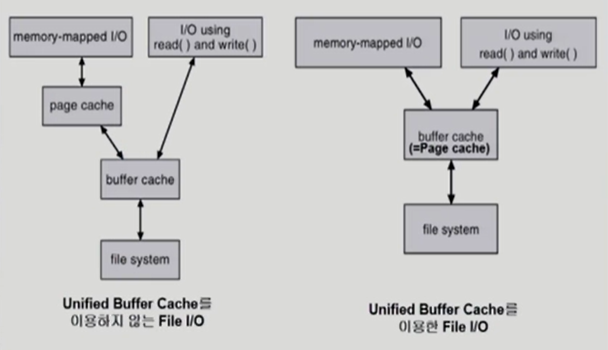 memory-mapped I/O
I/O using
read( ) and write( )
page cache
buffer cache
file system
Unified Buffer Cache를
이용하지 않는 File I/O
memory-mapped I/O
I/O using
read( ) and write( )
buffer cache
(=Page cache)
file system
Unified Buffer Cache를
이용한 File I/O